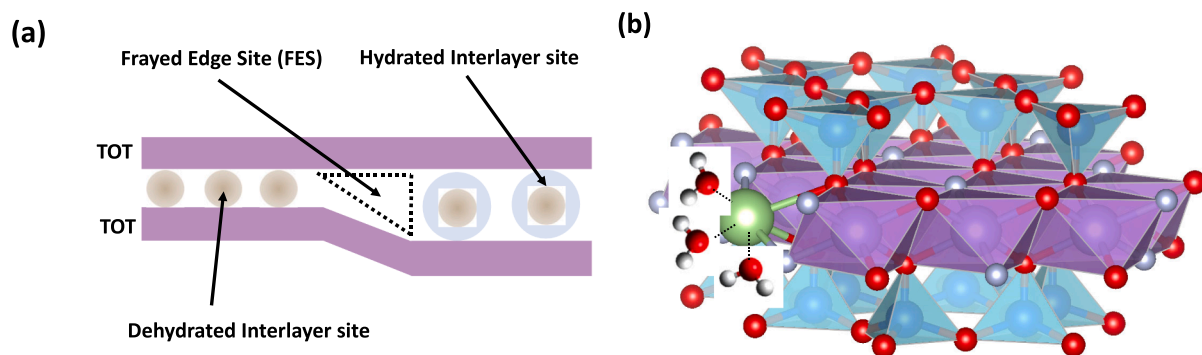 (a)
Frayed Edge Site (FES)
Hydrated Interlayer site
TOT
TOT
Dehydrated Interlayer site
(b)